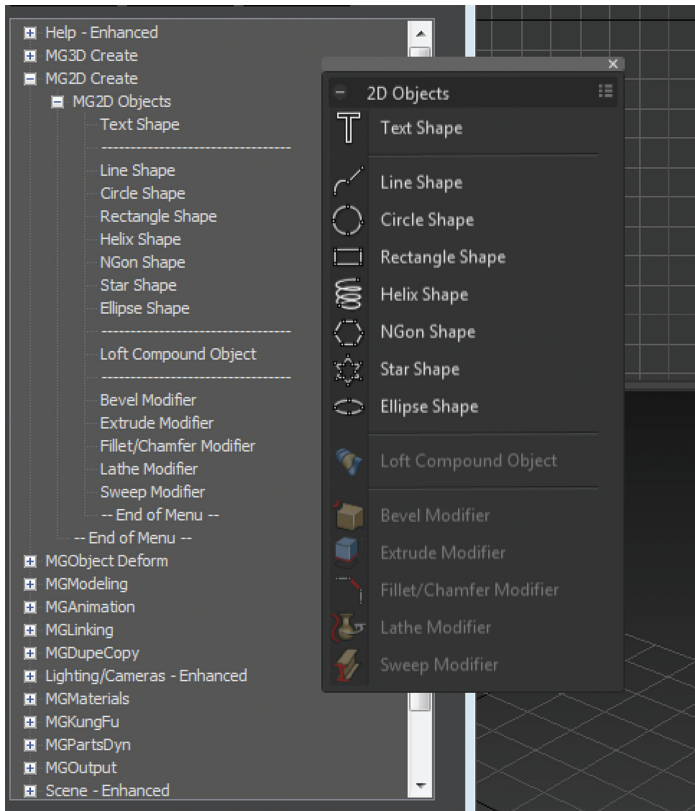 Help - Enhanced
MG3D Create
MG2D Create
MG2D Objects
Text Shape
------------------------------
Line Shape
Circle Shape
Rectangle Shape
Helix Shape
NGon Shape
Star Shape
Ellipse Shape
------------------------------
Loft Compound Object
------------------------------
Bevel Modifier
Extrude Modifier
Fillet/Chamfer Modifier
Lathe Modifier
Sweep Modifier
-- End of Menu --
-- End of Menu --
MGObject Deform
MGModeling
MGAnimation
MGLinking
MGDupeCopy
Lighting/Cameras - Enhanced
MGMaterials
MGKungFu
MGPartsDyn
MGOutput
Scene - Enhanced
2D Objects
Text Shape
Line Shape
Circle Shape
Rectangle Shape
Helix Shape
NGon Shape
Star Shape
Ellipse Shape
Loft Compound Object
Bevel Modifier
Extrude Modifier
Fillet/Chamfer Modifier
Lathe Modifier
Sweep Modifier